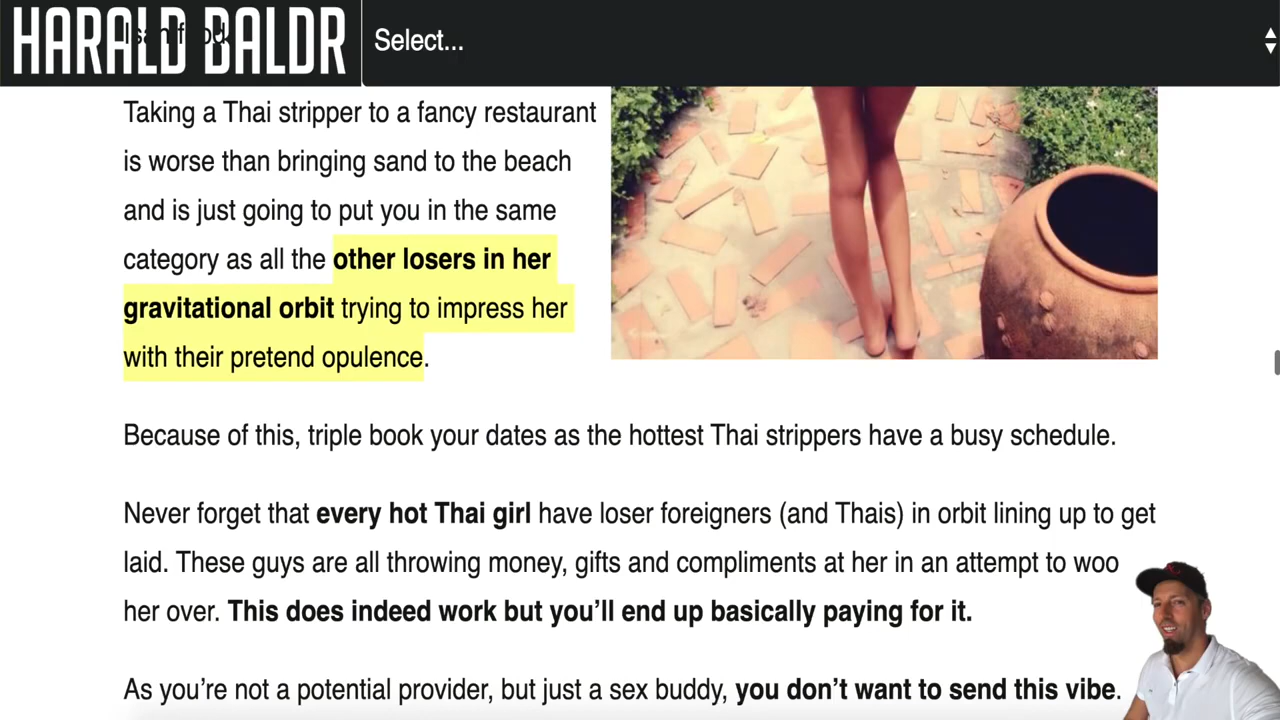 HARALD BALDR
Select...
Isan food.
Taking a Thai stripper to a fancy restaurant
is worse than bringing sand to the beach
and is just going to put you in the same
category as all the other losers in her
gravitational orbit trying to impress her
with their pretend opulence.
Because of this, triple book your dates as the hottest Thai strippers have a busy schedule.
Never forget that every hot Thai girl have loser foreigners (and Thais) in orbit lining up to get
laid. These guys are all throwing money, gifts and compliments at her in an attempt to woo
her over. This does indeed work but you’ll end up basically paying for it.
As you’re not a potential provider, but just a sex buddy, you don’t want to send this vibe.